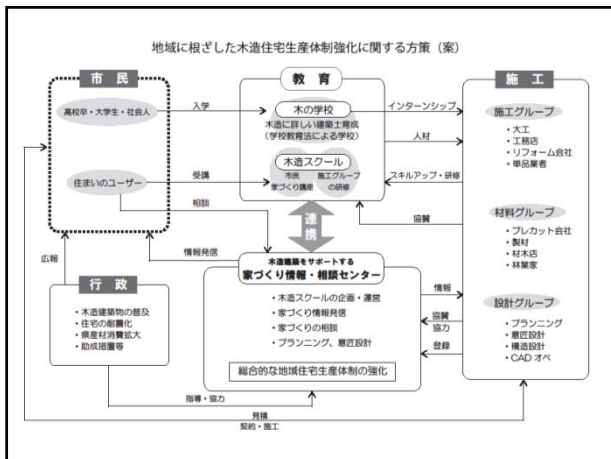 地域に根ざした木造住宅生産体制強化に関する方策（案）
市 民
高校卒・大学生・社会人
住まいのユーザー
入学
受講
相談
教 育
木の学校
木造に詳しい建築士育成
（学校教育法による学校）
木造スクール
市民
家づくり講座
施工グループ
の研修
インターンシップ
人材
スキルアップ・研修
協賛
施 工
施工グループ
・大工
・工務店
・リフォーム会社
・単品業者
材料グループ
・プレカット会社
・製材
・材木店
・林業家
設計グループ
・プランニング
・意匠設計
・構造設計
・CAD オペ
連携
広報
情報発信
行 政
・木造建築物の普及
・住宅の耐震化
・県産材消費拡大
・助成措置等
木造建築をサポートする
家づくり情報・相談センター
・木造スクールの企画・運営
・家づくり情報発信
・家づくりの相談
・プランニング、意匠設計
総合的な地域住宅生産体制の強化
情報
協賛
協力
登録
指導・協力
見積
契約・施工